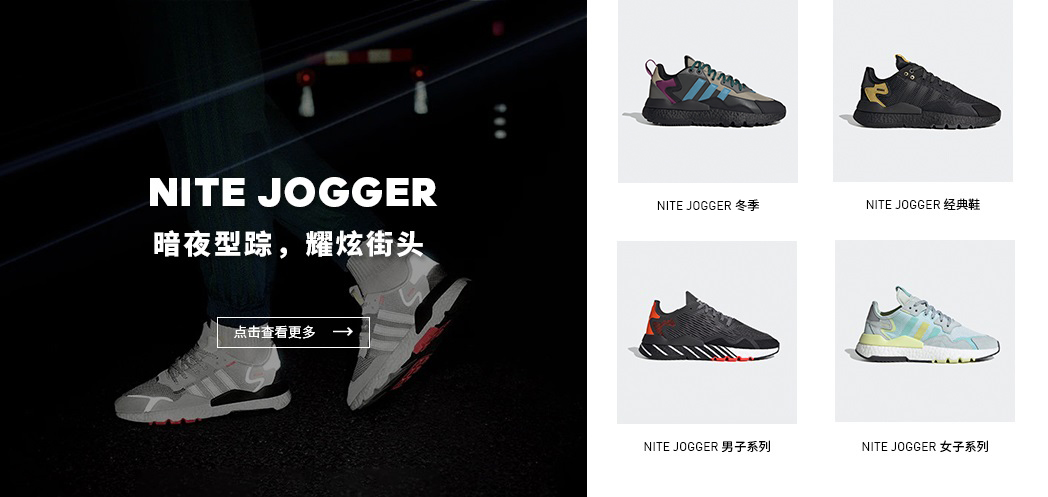 NITE JOGGER
暗夜型踪，耀炫街头
点击查看更多
NITE JOGGER 冬季
NITE JOGGER 经典鞋
NITE JOGGER 男子系列
NITE JOGGER 女子系列